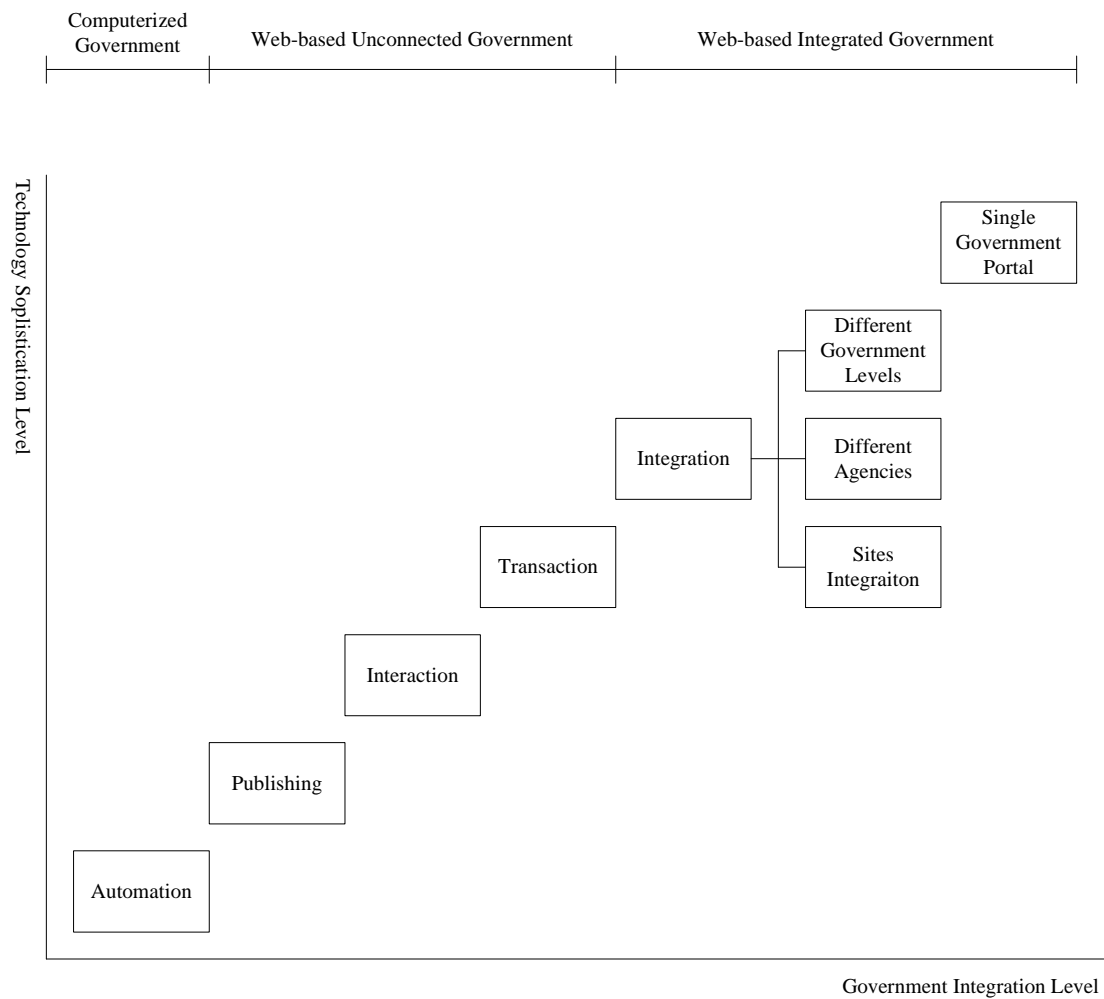 Computerized
Government
Web-based Unconnected Government
Web-based Integrated Government
Technology Soplistication Level
Single
Government
Portal
Different
Government
Levels
Integration
Different
Agencies
Transaction
Sites
Integraiton
Interaction
Publishing
Automation
Government Integration Level